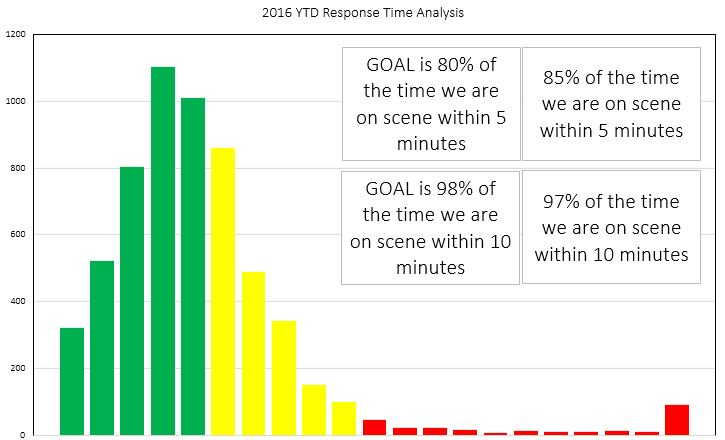 2016 YTD Response Time Analysis
1200
1000
800
600
400
200
0
GOAL is 80% of
the time we are
on scene within 5
minutes
85% of the time
we are on scene
within 5 minutes
GOAL is 98% of
the time we are
on scene within 10
minutes
97% of the time
we are on scene
within 10 minutes